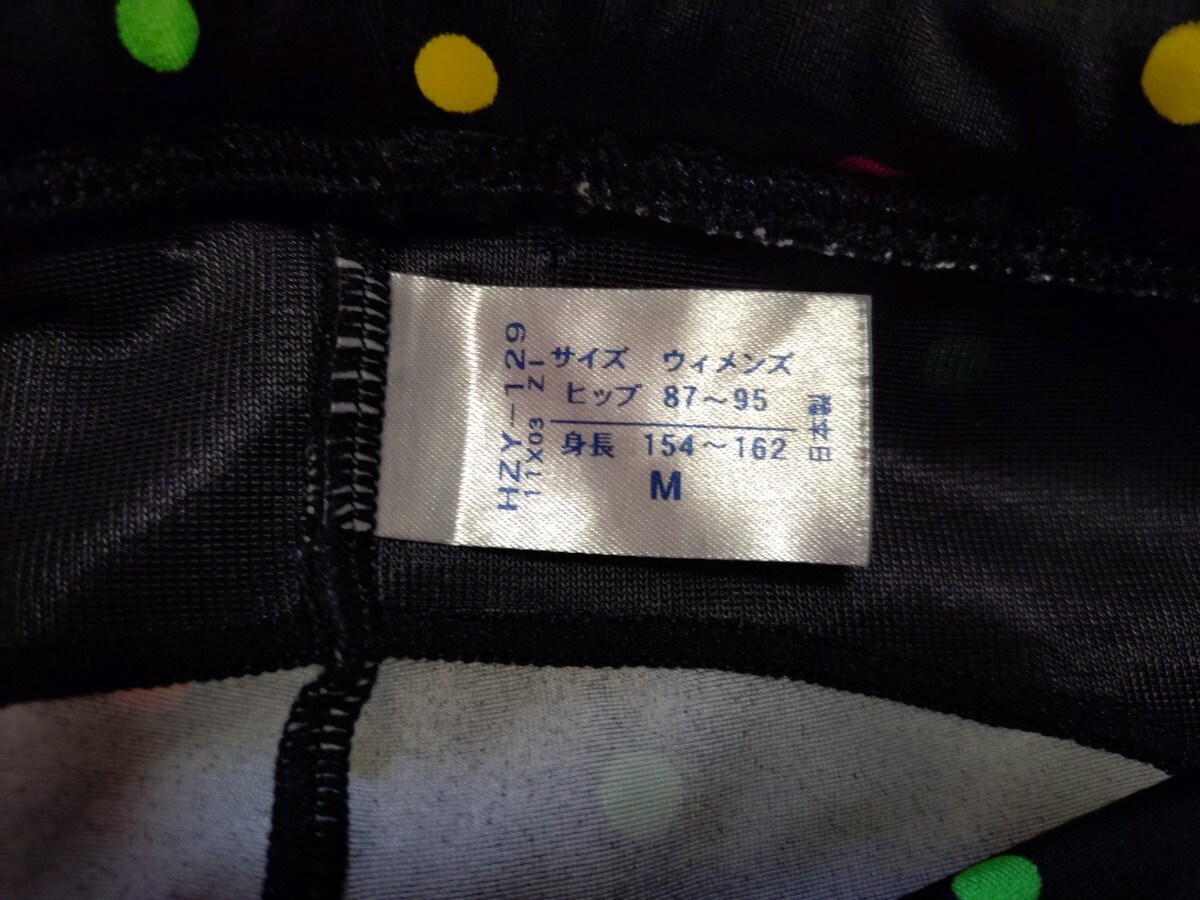 サイズ ウィメンズ
ヒップ 87～95
身長 154～162
M
日本製
HZY-129
11X03 ZI